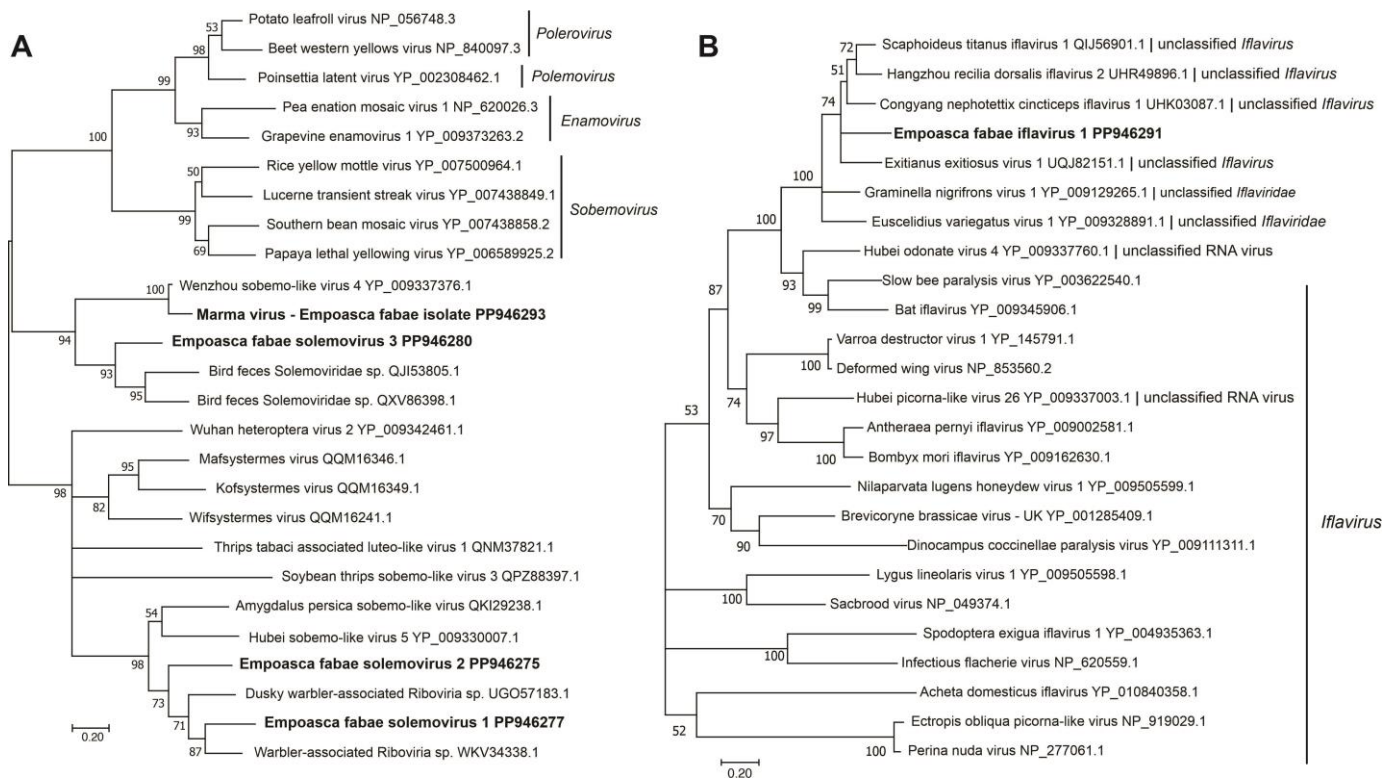 A
Potato leafroll virus NP_056748.3
53
Polerovirus
98
Beet western yellows virus NP_840097.3
99
Poinsettia latent virus YP_002308462.1
Polemovirus
Pea enation mosaic virus 1 NP_620026.3
Enamovirus
93
Grapevine enamovirus 1 YP_009373263.2
100
Rice yellow mottle virus YP_007500964.1
50
Lucerne transient streak virus YP_007438849.1
Sobemovirus
99
Southern bean mosaic virus YP_007438858.2
69
Papaya lethal yellowing virus YP_006589925.2
Wenzhou sobemo-like virus 4 YP_009337376.1
100
Marma virus - Empoasca fabae isolate PP946293
94
Empoasca fabae solemovirus 3 PP946280
93
Bird feces Solemoviridae sp. QJI53805.1
95
Bird feces Solemoviridae sp. QXV86398.1
Wuhan heteroptera virus 2 YP_009342461.1
Mafsystermes virus QQM16346.1
95
Kofsystermes virus QQM16349.1
98
82
Wifsystermes virus QQM16241.1
Thrips tabaci associated luteo-like virus 1 QNM37821.1
Soybean thrips sobemo-like virus 3 QPZ88397.1
Amygdalus persica sobemo-like virus QKI29238.1
54
Hubei sobemo-like virus 5 YP_009330007.1
98
Empoasca fabae solemovirus 2 PP946275
73
Dusky warbler-associated Riboviria sp. UGO57183.1
71
Empoasca fabae solemovirus 1 PP946277
87
Warbler-associated Riboviria sp. WKV34338.1
0.20
B
Scaphoideus titanus iflavirus 1 QIJ56901.1 | unclassified Iflavirus
72
51
Hangzhou recilia dorsalis iflavirus 2 UHR49896.1 | unclassified Iflavirus
74
Congyang nephotettix cincticeps iflavirus 1 UHK03087.1 | unclassified Iflavirus
Empoasca fabae iflavirus 1 PP946291
Exitianus exitiosus virus 1 UQJ82151.1 | unclassified Iflavirus
100
Graminella nigrifrons virus 1 YP_009129265.1 | unclassified Iflaviridae
100
Euscelidius variegatus virus 1 YP_009328891.1 | unclassified Iflaviridae
Hubei odonate virus 4 YP_009337760.1 | unclassified RNA virus
93
Slow bee paralysis virus YP_003622540.1
87
99
Bat iflavirus YP_009345906.1
Varroa destructor virus 1 YP_145791.1
100
Deformed wing virus NP_853560.2
74
Hubei picorna-like virus 26 YP_009337003.1 | unclassified RNA virus
53
97
Antheraea pernyi iflavirus YP_009002581.1
100
Bombyx mori iflavirus YP_009162630.1
Nilaparvata lugens honeydew virus 1 YP_009505599.1
70
Brevicoryne brassicae virus - UK YP_001285409.1
90
Dinocampus coccinellae paralysis virus YP_009111311.1
Iflavirus
Lygus lineolaris virus 1 YP_009505598.1
100
Sacbrood virus NP_049374.1
Spodoptera exigua iflavirus 1 YP_004935363.1
100
Infectious flacherie virus NP_620559.1
Acheta domesticus iflavirus YP_010840358.1
52
Ectropis obliqua picorna-like virus NP_919029.1
100
Perina nuda virus NP_277061.1
0.20